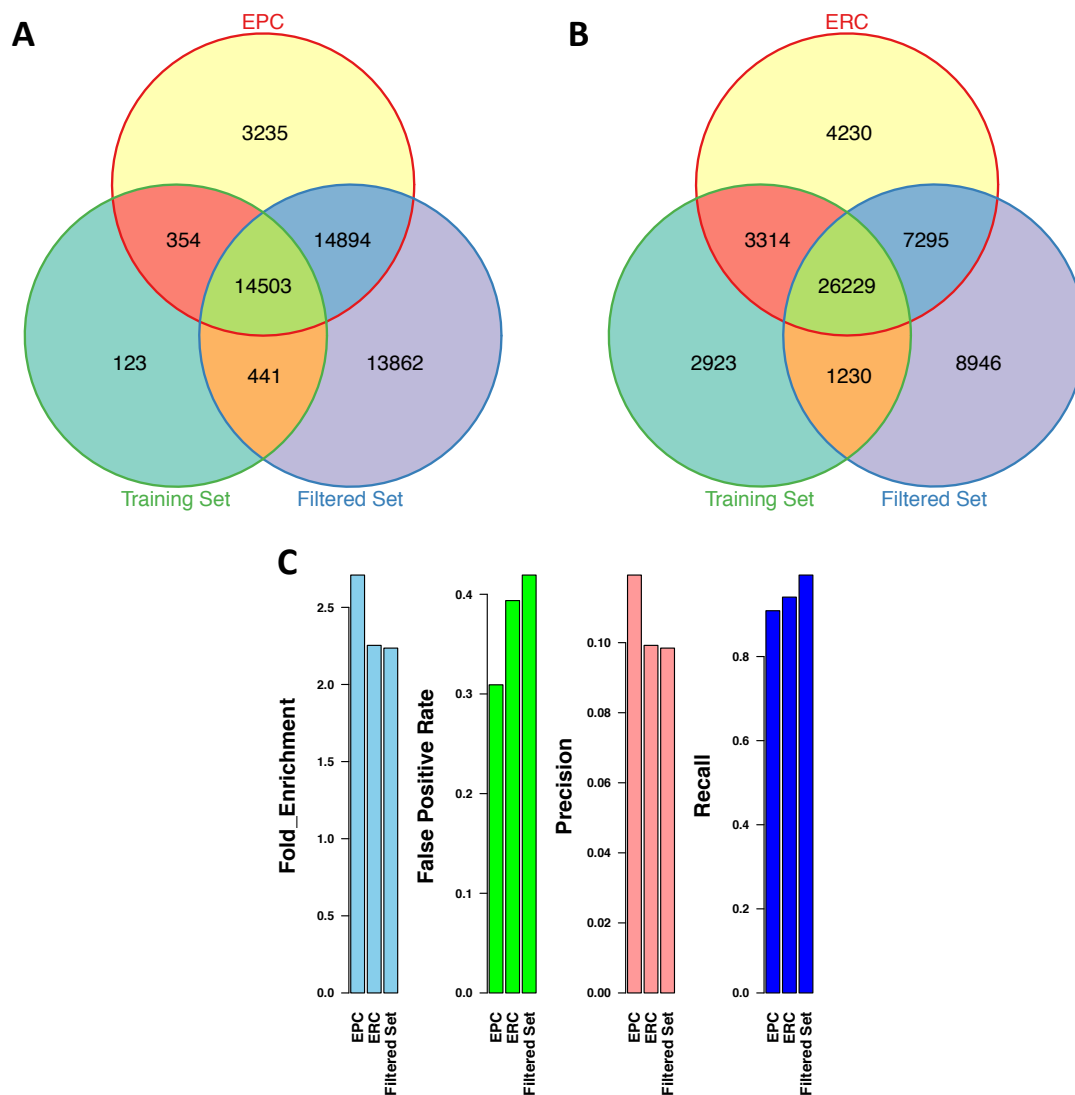 A
EPC
3235
354
14894
14503
123
441
13862
Training Set
Filtered Set
B
ERC
4230
3314
7295
26229
2923
1230
8946
Training Set
Filtered Set
C
Fold_Enrichment
0.0
0.5
1.0
1.5
2.0
2.5
EPC
ERC
Filtered Set
False Positive Rate
0.0
0.1
0.2
0.3
0.4
EPC
ERC
Filtered Set
Precision
0.00
0.02
0.04
0.06
0.08
0.10
EPC
ERC
Filtered Set
Recall
0.0
0.2
0.4
0.6
0.8
EPC
ERC
Filtered Set